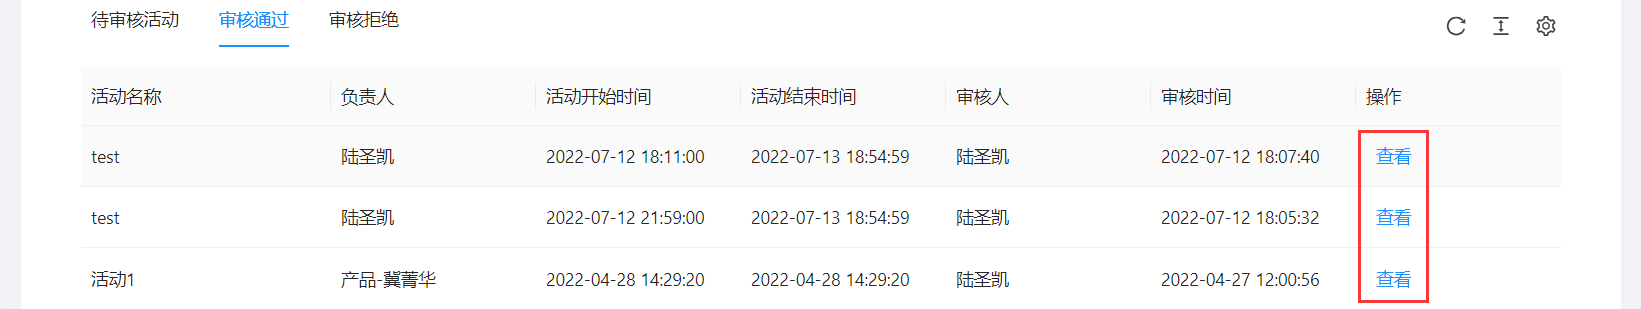 待审核活动 审核通过 审核拒绝
活动名称 负责人 活动开始时间 活动结束时间 审核人 审核时间 操作
test 陆圣凯 2022-07-12 18:11:00 2022-07-13 18:54:59 陆圣凯 2022-07-12 18:07:40 查看
test 陆圣凯 2022-07-12 21:59:00 2022-07-13 18:54:59 陆圣凯 2022-07-12 18:05:32 查看
活动1 产品-冀菁华 2022-04-28 14:29:20 2022-04-28 14:29:20 陆圣凯 2022-04-27 12:00:56 查看